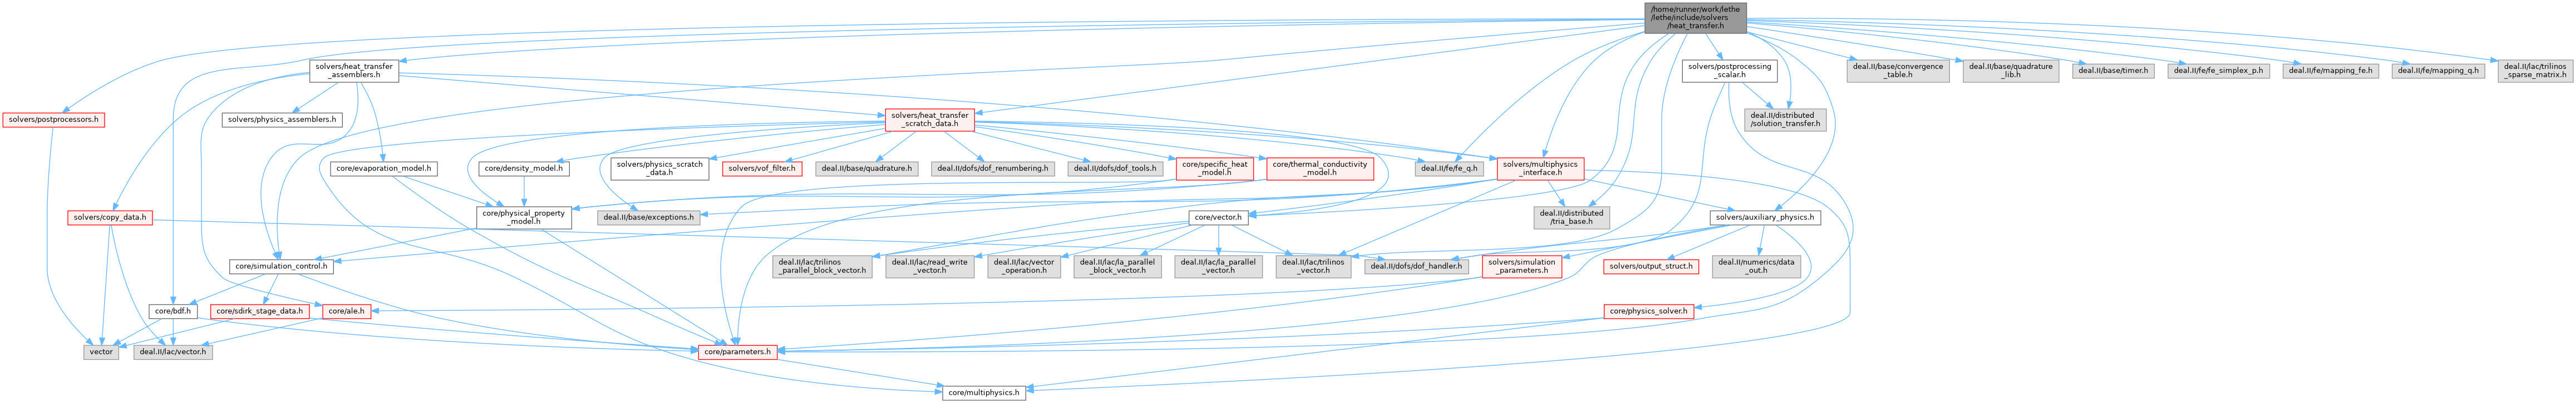 /home/runner/work/lethe
/lethe/include/solvers
/heat_transfer.h
solvers/heat_transfer
_assemblers.h
solvers/postprocessing
_scalar.h
deal.II/base/convergence
_table.h
deal.II/base/quadrature
_lib.h
deal.II/base/timer.h
deal.II/fe/fe_simplex_p.h
deal.II/fe/mapping_fe.h
deal.II/fe/mapping_q.h
deal.II/lac/trilinos
_sparse_matrix.h
solvers/postprocessors.h
solvers/physics_assemblers.h
solvers/heat_transfer
_scratch_data.h
deal.II/distributed
/solution_transfer.h
core/evaporation_model.h
core/density_model.h
solvers/physics_scratch
_data.h
solvers/vof_filter.h
deal.II/base/quadrature.h
deal.II/dofs/dof_renumbering.h
deal.II/dofs/dof_tools.h
core/specific_heat
_model.h
core/thermal_conductivity
_model.h
deal.II/fe/fe_q.h
solvers/multiphysics
_interface.h
solvers/copy_data.h
core/physical_property
_model.h
deal.II/base/exceptions.h
core/vector.h
deal.II/distributed
/tria_base.h
solvers/auxiliary_physics.h
core/simulation_control.h
deal.II/lac/trilinos
_parallel_block_vector.h
deal.II/lac/read_write
_vector.h
deal.II/lac/vector
_operation.h
deal.II/lac/la_parallel
_block_vector.h
deal.II/lac/la_parallel
_vector.h
deal.II/lac/trilinos
_vector.h
deal.II/dofs/dof_handler.h
solvers/simulation
_parameters.h
solvers/output_struct.h
deal.II/numerics/data
_out.h
core/bdf.h
core/sdirk_stage_data.h
core/ale.h
core/physics_solver.h
vector
deal.II/lac/vector.h
core/parameters.h
core/multiphysics.h